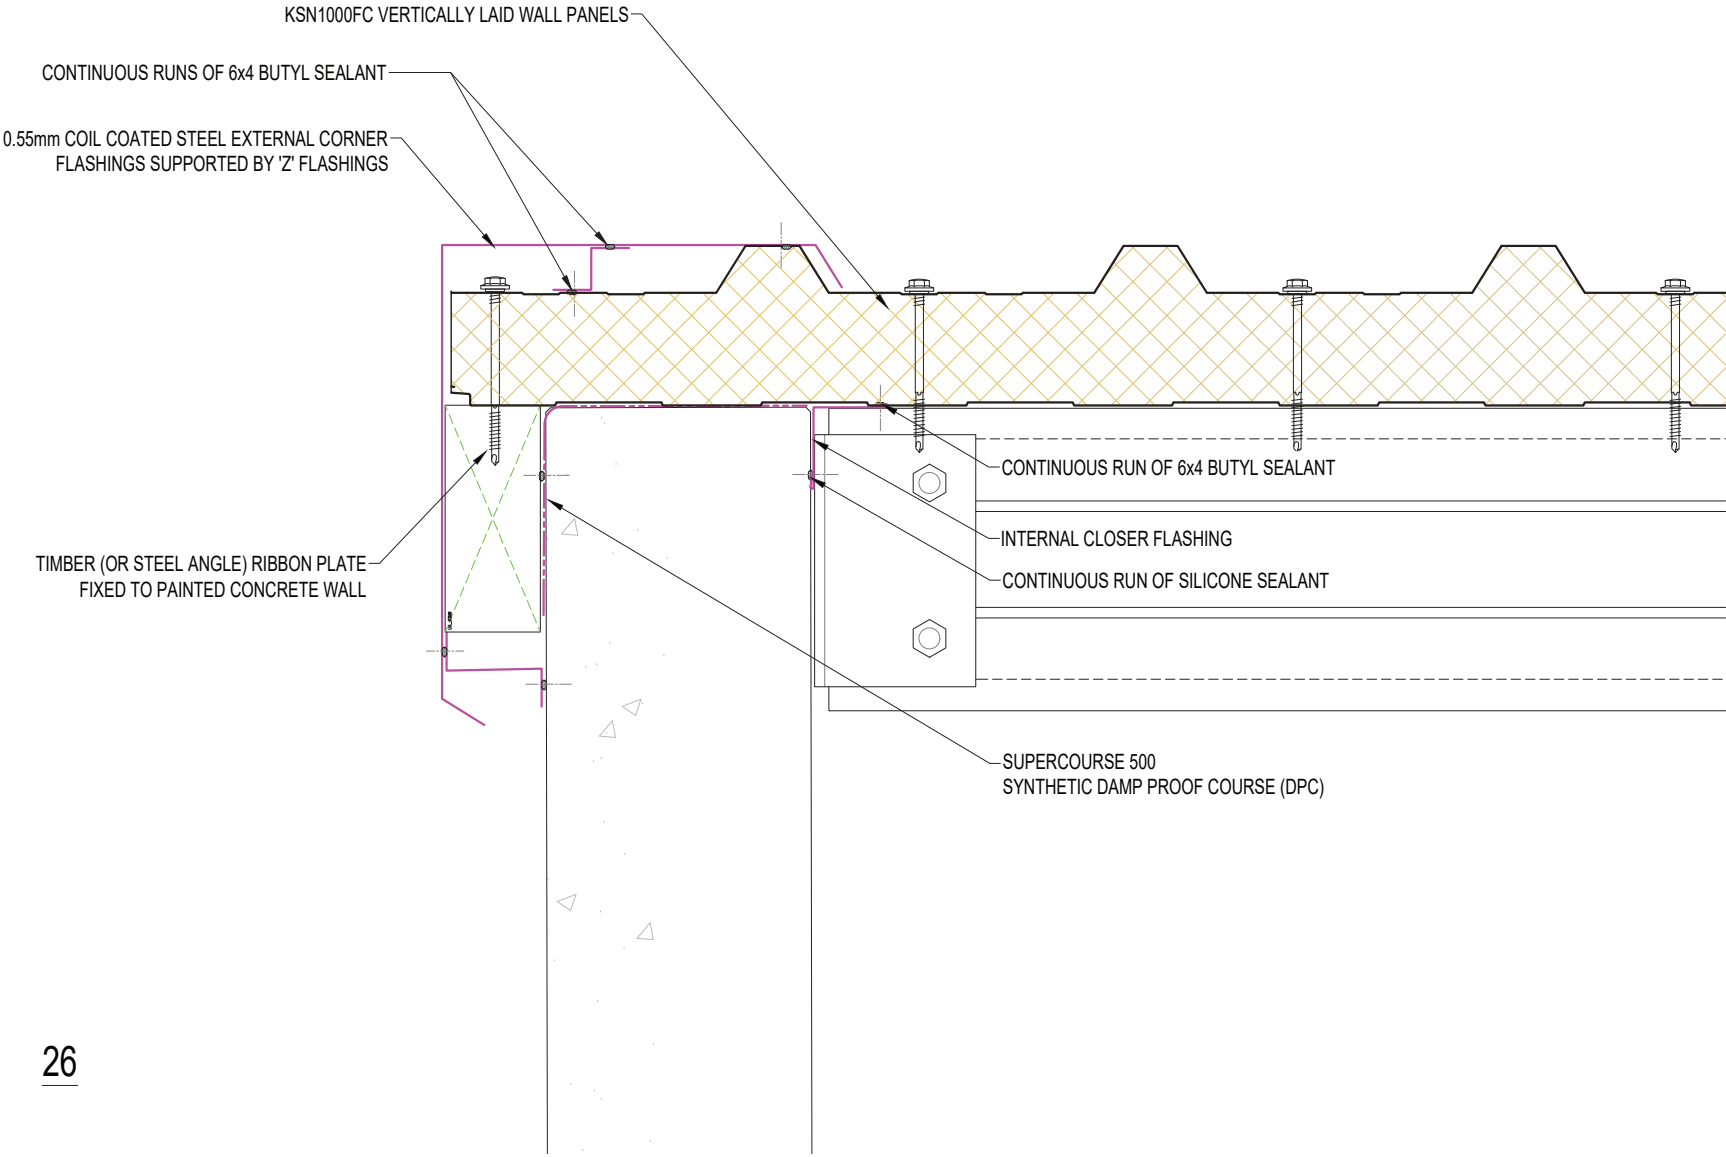 KSN1000FC VERTICALLY LAID WALL PANELS
CONTINUOUS RUNS OF 6x4 BUTYL SEALANT
0.55mm COIL COATED STEEL EXTERNAL CORNER
FLASHINGS SUPPORTED BY 'Z' FLASHINGS
CONTINUOUS RUN OF 6x4 BUTYL SEALANT
INTERNAL CLOSER FLASHING
CONTINUOUS RUN OF SILICONE SEALANT
TIMBER (OR STEEL ANGLE) RIBBON PLATE
FIXED TO PAINTED CONCRETE WALL
SUPERCOURSE 500
SYNTHETIC DAMP PROOF COURSE (DPC)
26